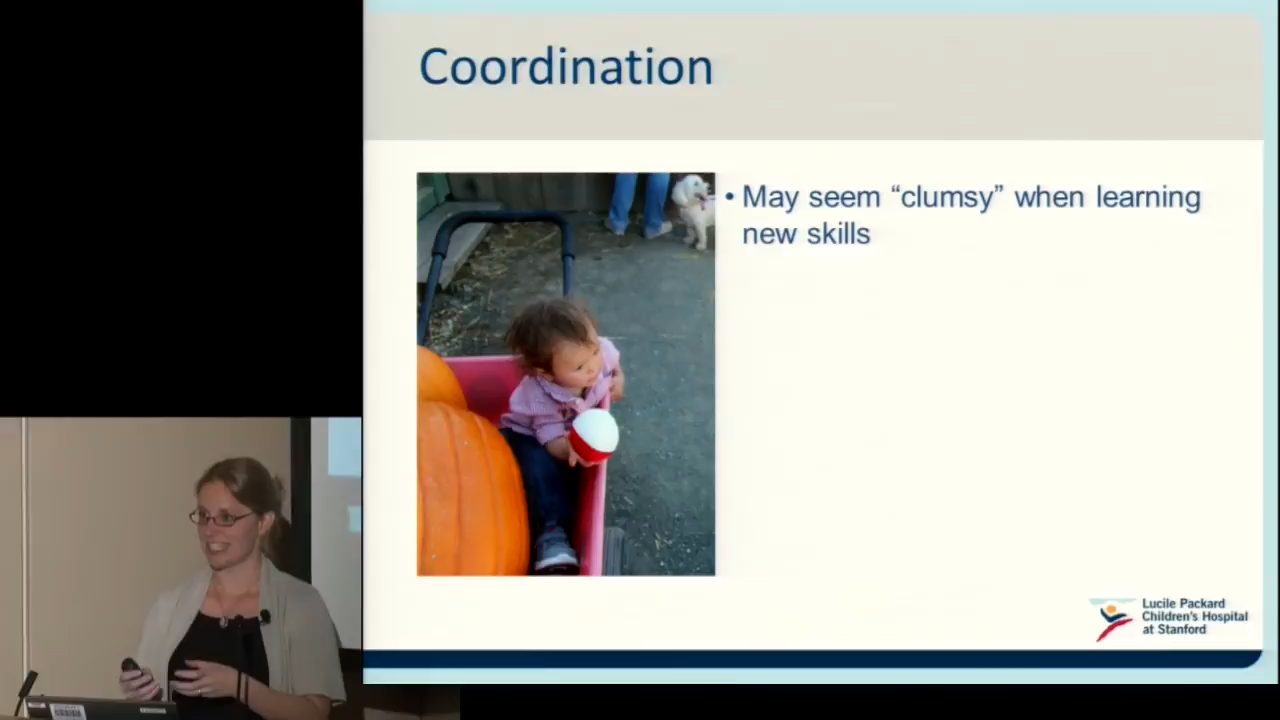 Coordination
• May seem “clumsy” when learning
new skills
Lucile Packard
Children's Hospital
at Stanford